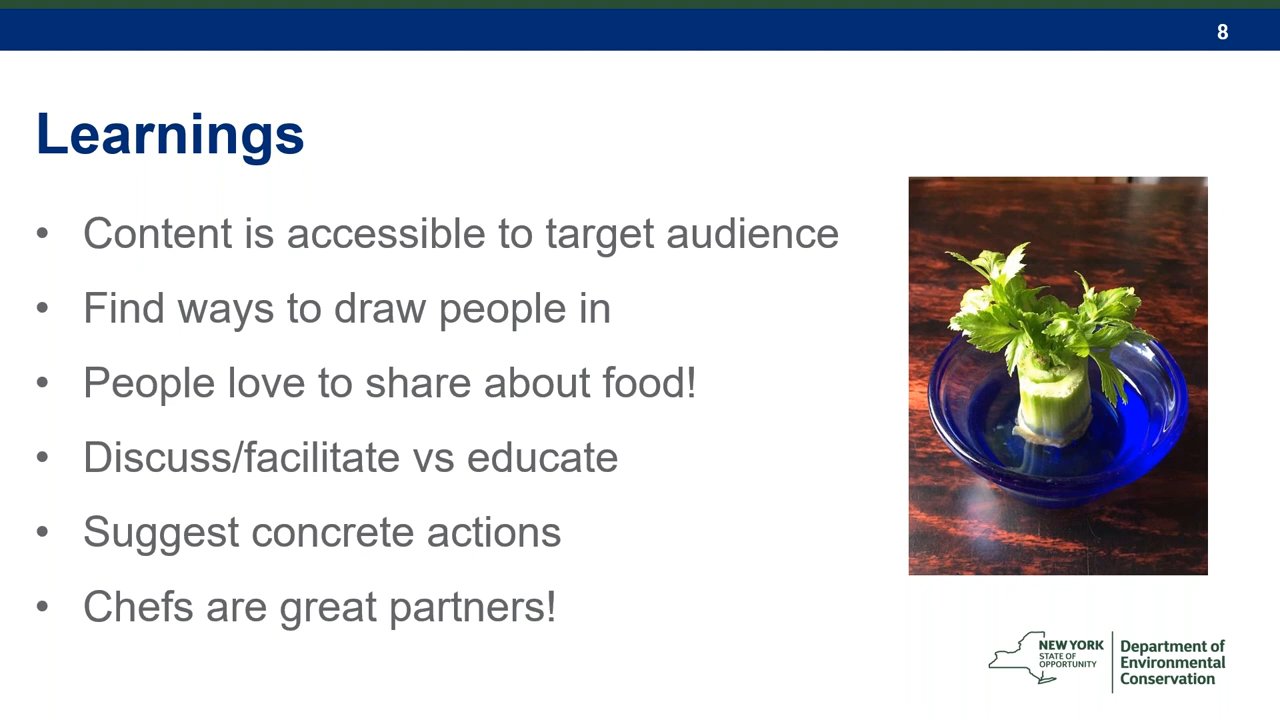 8
Learnings
• Content is accessible to target audience
• Find ways to draw people in
• People love to share about food!
• Discuss/facilitate vs educate
• Suggest concrete actions
• Chefs are great partners!
NEW YORK
STATE OF
OPPORTUNITY
Department of
Environmental
Conservation